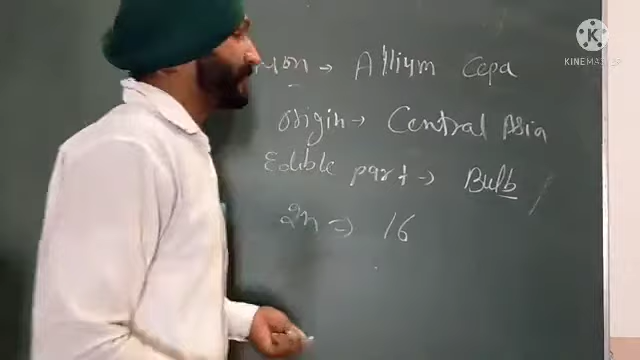 KINEMASTER
→ Allium Cepa
origin → Central Asia
Edible part → Bulb
2n => 16